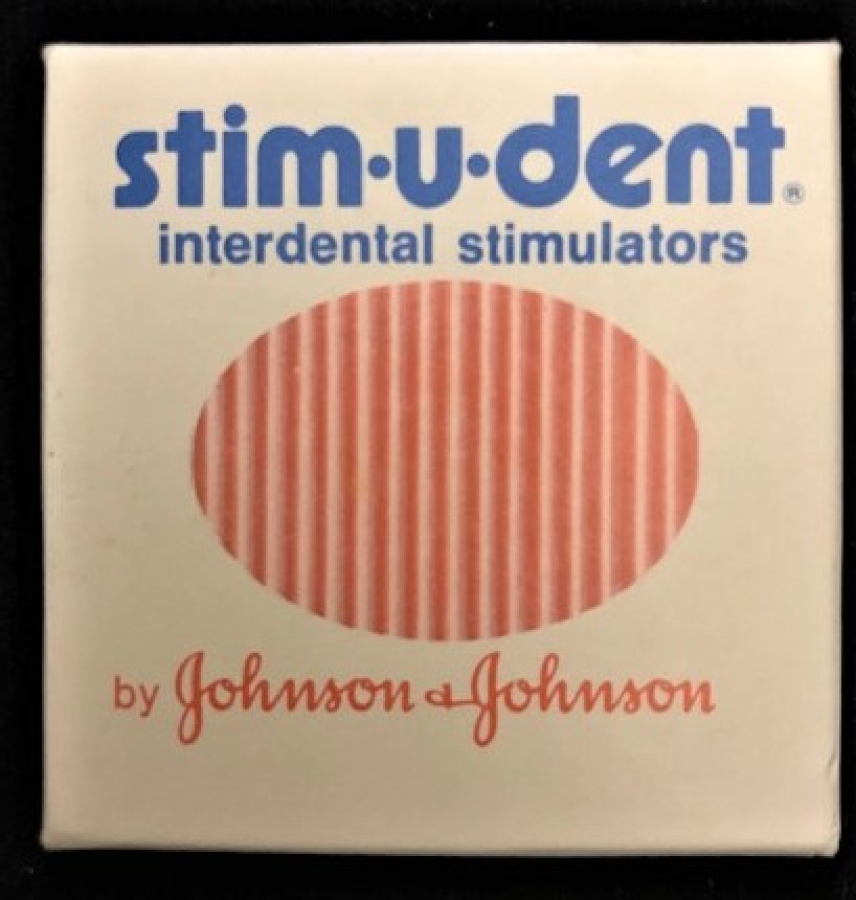 stim·u·dent®
interdental stimulators
by Johnson & Johnson